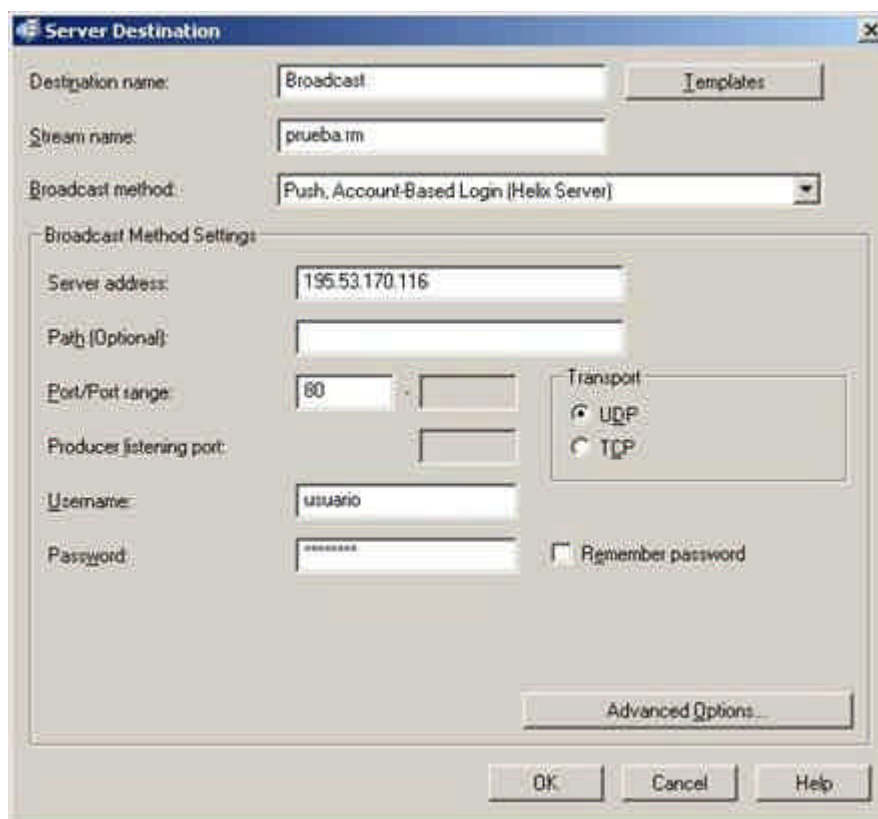 Server Destination
Destination name: Broadcast Templates
Stream name: prueba.rm
Broadcast method: Push, Account-Based Login (Helix Server)
Broadcast Method Settings
Server address: 195.53.170.116
Path (Optional):
Port/Port range: 80 - Transport
UDP
Producer listening port: TCP
Username: usuario
Password: ******** Remember password
Advanced Options...
OK Cancel Help